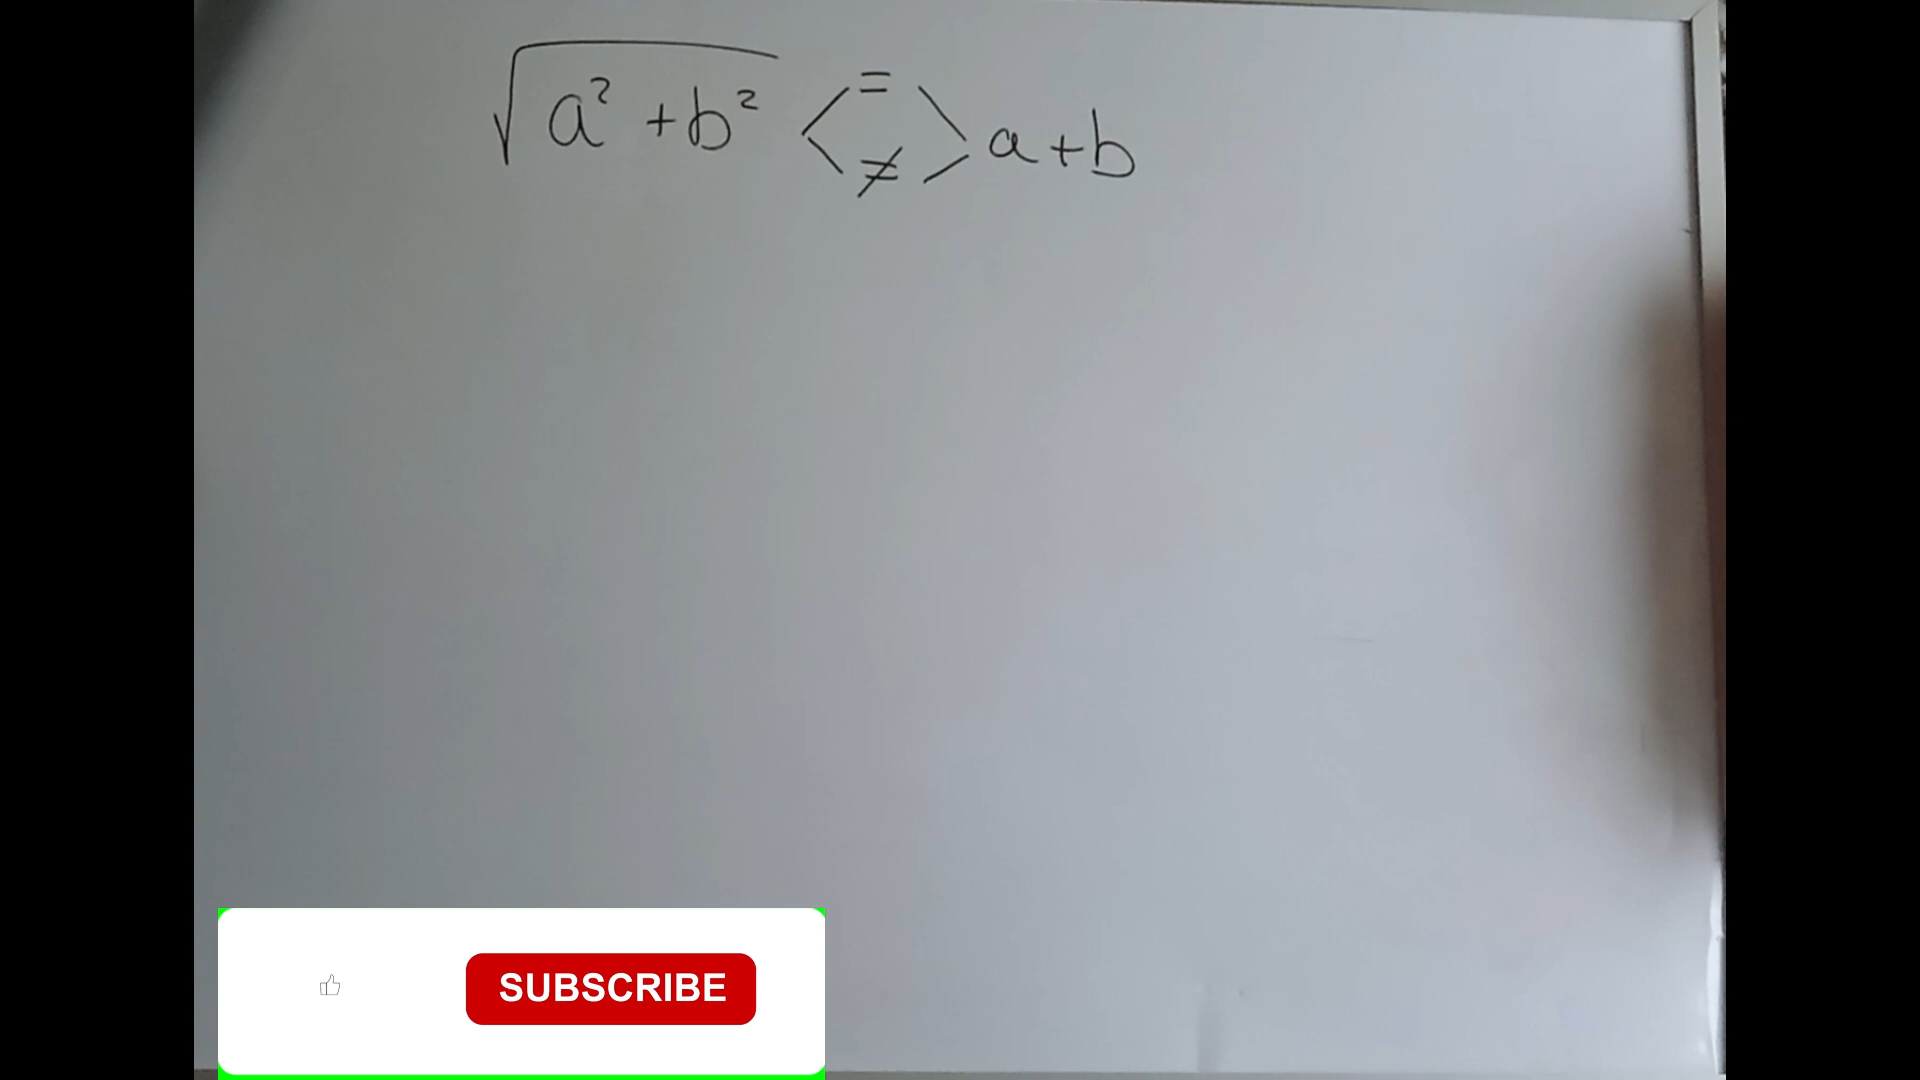 √a² + b² < = ≠ > a + b
SUBSCRIBE